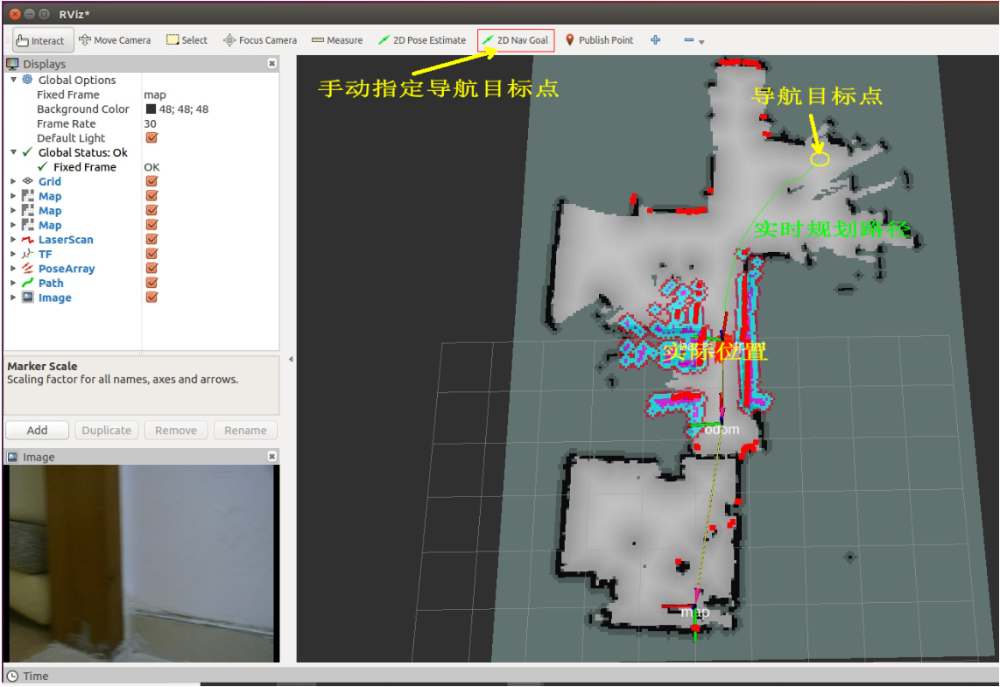 RViz*
Interact Move Camera Select Focus Camera Measure 2D Pose Estimate 2D Nav Goal Publish Point
Displays
Global Options
Fixed Frame map
Background Color 48; 48; 48
Frame Rate 30
Default Light
Global Status: Ok
Fixed Frame OK
Grid
Map
Map
Map
LaserScan
TF
PoseArray
Path
Image
Marker Scale
Scaling factor for all names, axes and arrows.
Add Duplicate Remove Rename
Image
Time
手动指定导航目标点
导航目标点
实时规划路径
实际位置
odom
map